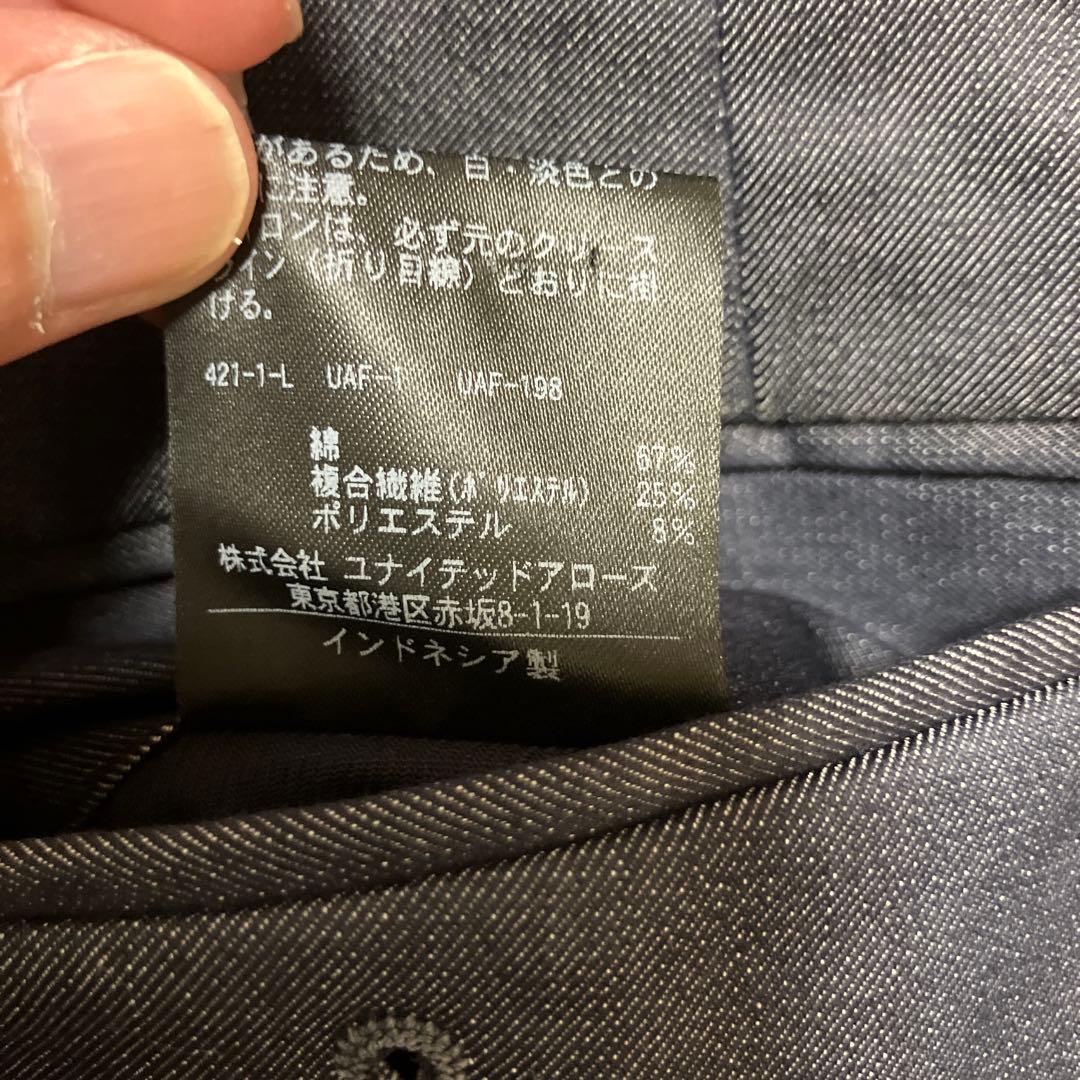 があるため、白・淡色との
注意。
ロンは、必ず元のクリース
イン(折り目線)どおりに掛
ける。
421-1-L UAF-1 UAF-198
綿 67%
複合繊維(ポリエステル) 25%
ポリエステル 8%
株式会社 ユナイテッドアローズ
東京都港区赤坂8-1-19
インドネシア製